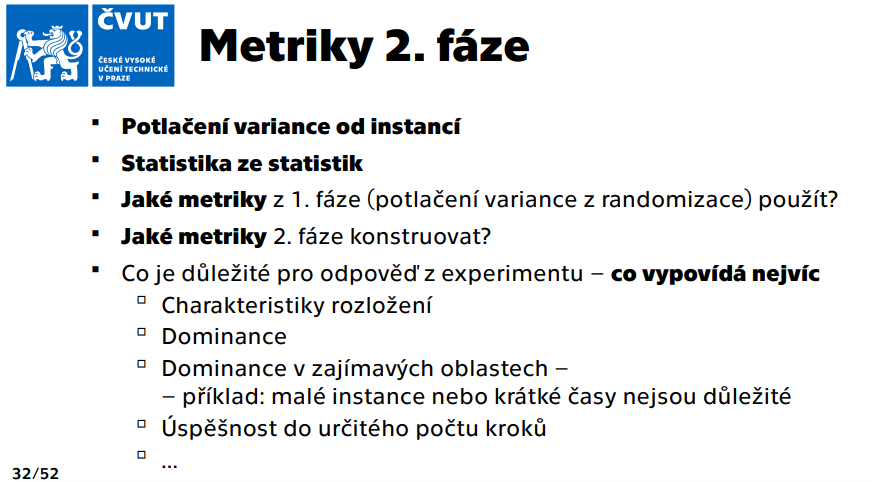 ČVUT
ČESKÉ VYSOKÉ
UČENÍ TECHNICKÉ
V PRAZE
Metriky 2. fáze
▪ Potlačení variance od instancí
▪ Statistika ze statistik
▪ Jaké metriky z 1. fáze (potlačení variance z randomizace) použít?
▪ Jaké metriky 2. fáze konstruovat?
▪ Co je důležité pro odpověď z experimentu – co vypovídá nejvíc
▫ Charakteristiky rozložení
▫ Dominance
▫ Dominance v zajímavých oblastech –
– příklad: malé instance nebo krátké časy nejsou důležité
▫ Úspěšnost do určitého počtu kroků
▫ ...
32/52